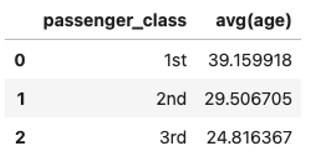 passenger_class avg(age)
0 1st 39.159918
1 2nd 29.506705
2 3rd 24.816367